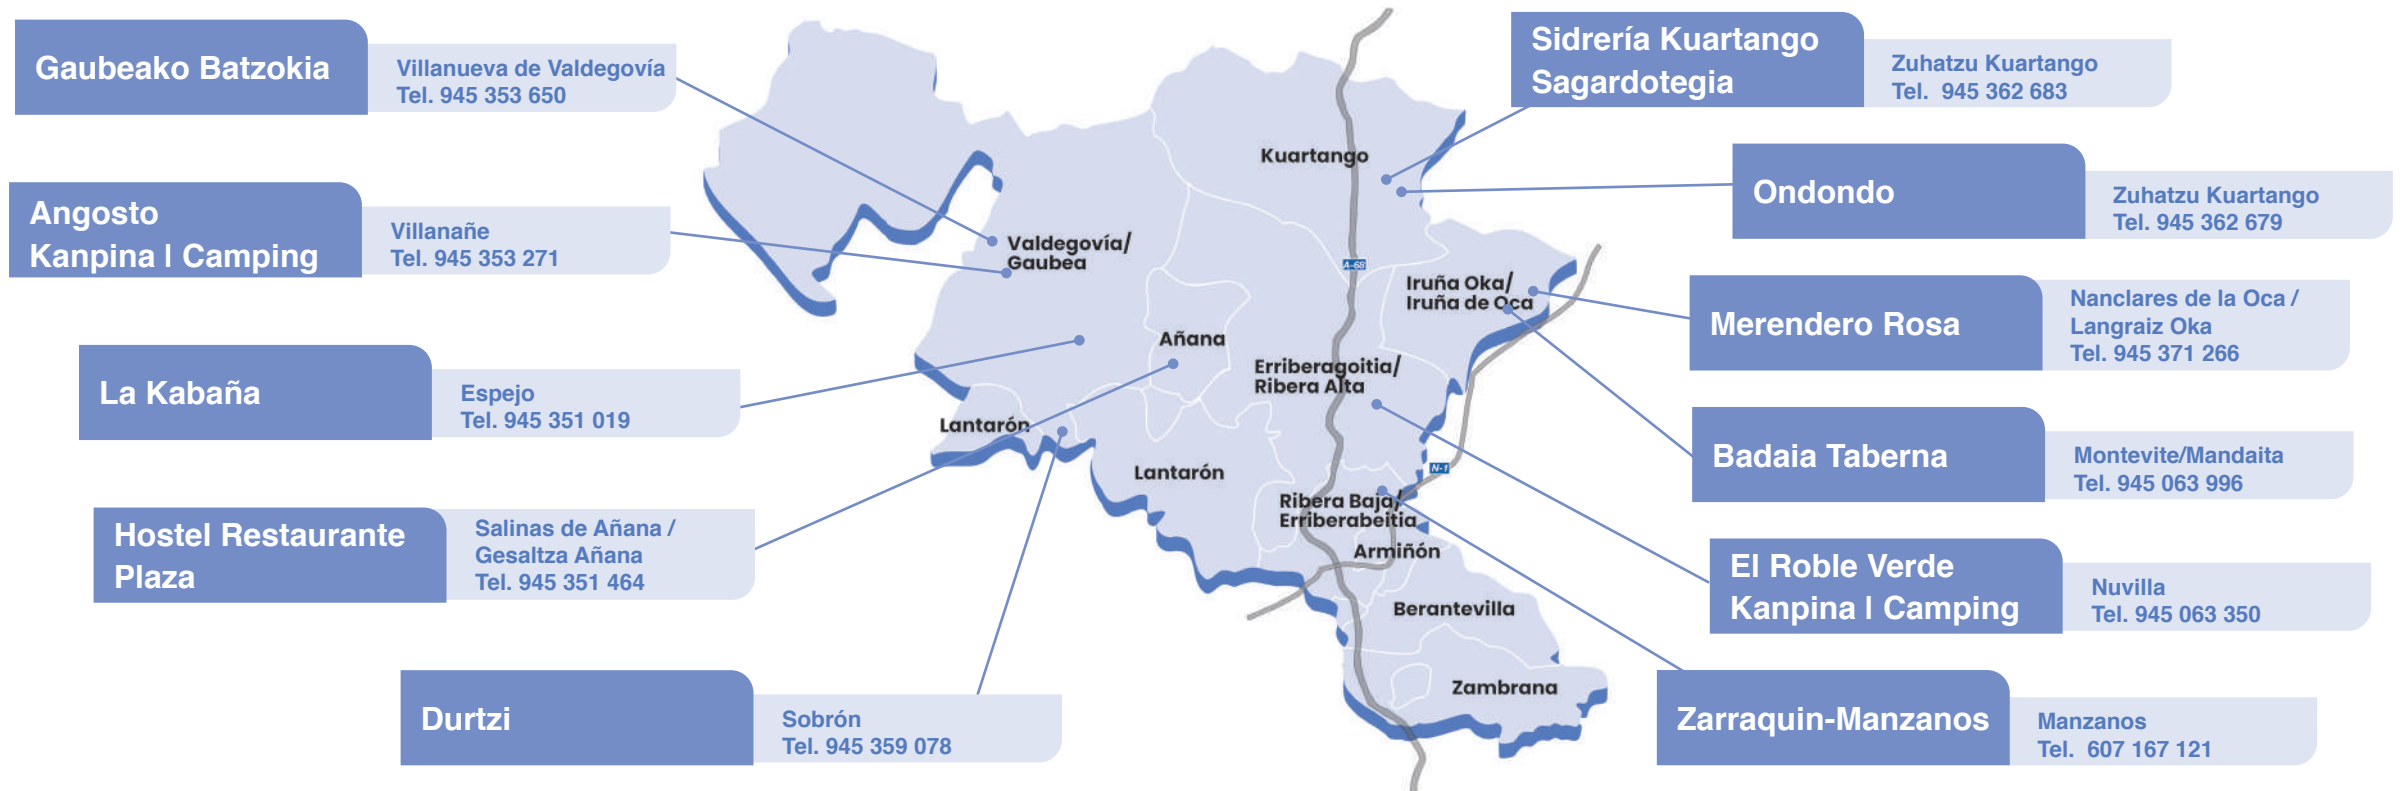 Gaubeako Batzokia
Villanueva de Valdegovía
Tel. 945 353 650
Angosto
Kanpina | Camping
Villanañe
Tel. 945 353 271
La Kabaña
Espejo
Tel. 945 351 019
Hostel Restaurante
Plaza
Salinas de Añana /
Gesaltza Añana
Tel. 945 351 464
Durtzi
Sobrón
Tel. 945 359 078
Kuartango
Valdegovía/
Gaubea
A-68
Iruña Oka/
Iruña de Oca
Añana
Erriberagoitia/
Ribera Alta
Lantarón
Lantarón
N-1
Ribera Baja/
Erriberabeitia
Armiñón
Berantevilla
Zambrana
Sidrería Kuartango
Sagardotegia
Zuhatzu Kuartango
Tel. 945 362 683
Ondondo
Zuhatzu Kuartango
Tel. 945 362 679
Merendero Rosa
Nanclares de la Oca /
Langraiz Oka
Tel. 945 371 266
Badaia Taberna
Montevite/Mandaita
Tel. 945 063 996
El Roble Verde
Kanpina | Camping
Nuvilla
Tel. 945 063 350
Zarraquin-Manzanos
Manzanos
Tel. 607 167 121